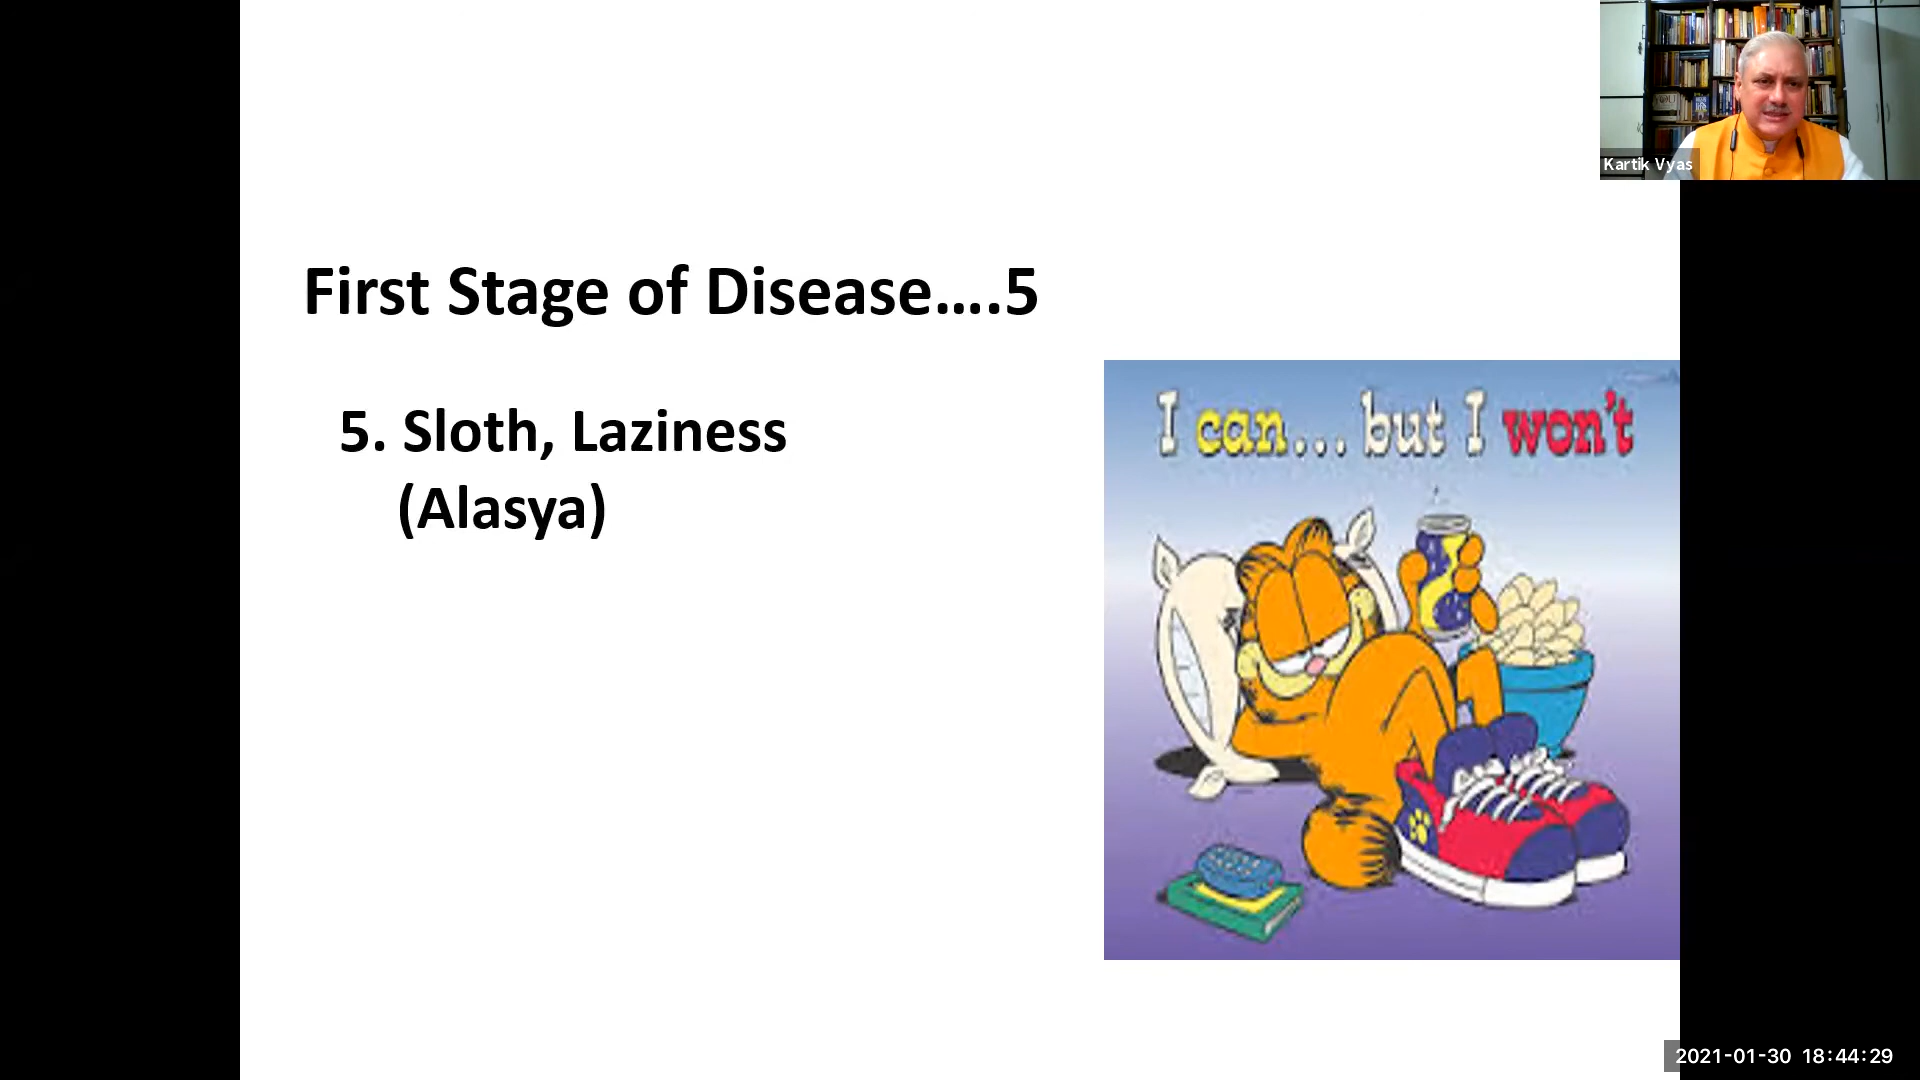 Kartik Vyas
First Stage of Disease….5
5. Sloth, Laziness
(Alasya)
I can... but I won't
2021-01-30 18:44:29